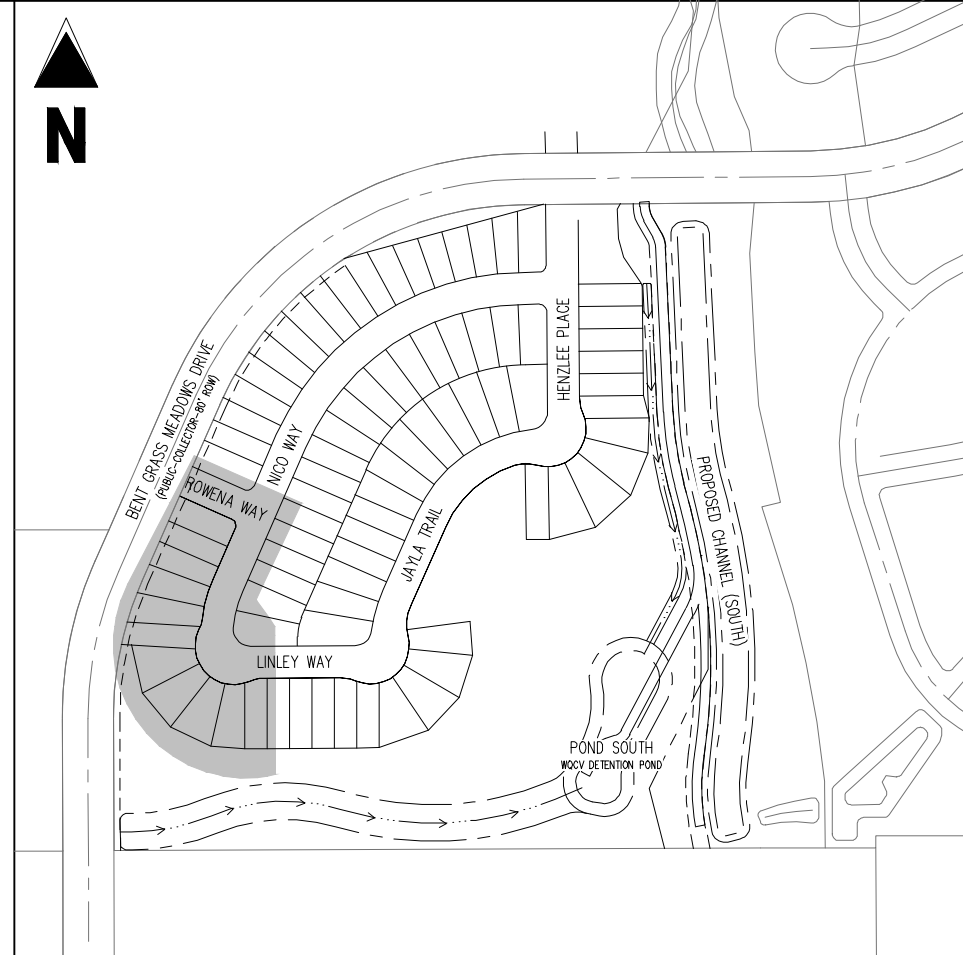 N
BENT GRASS MEADOWS DRIVE
(PUBLIC-COLLECTOR-80' ROW)
HENZLEE PLACE
NICO WAY
ROWENA WAY
JAYLA TRAIL
PROPOSED CHANNEL (SOUTH)
LINLEY WAY
POND SOUTH
WQCV DETENTION POND